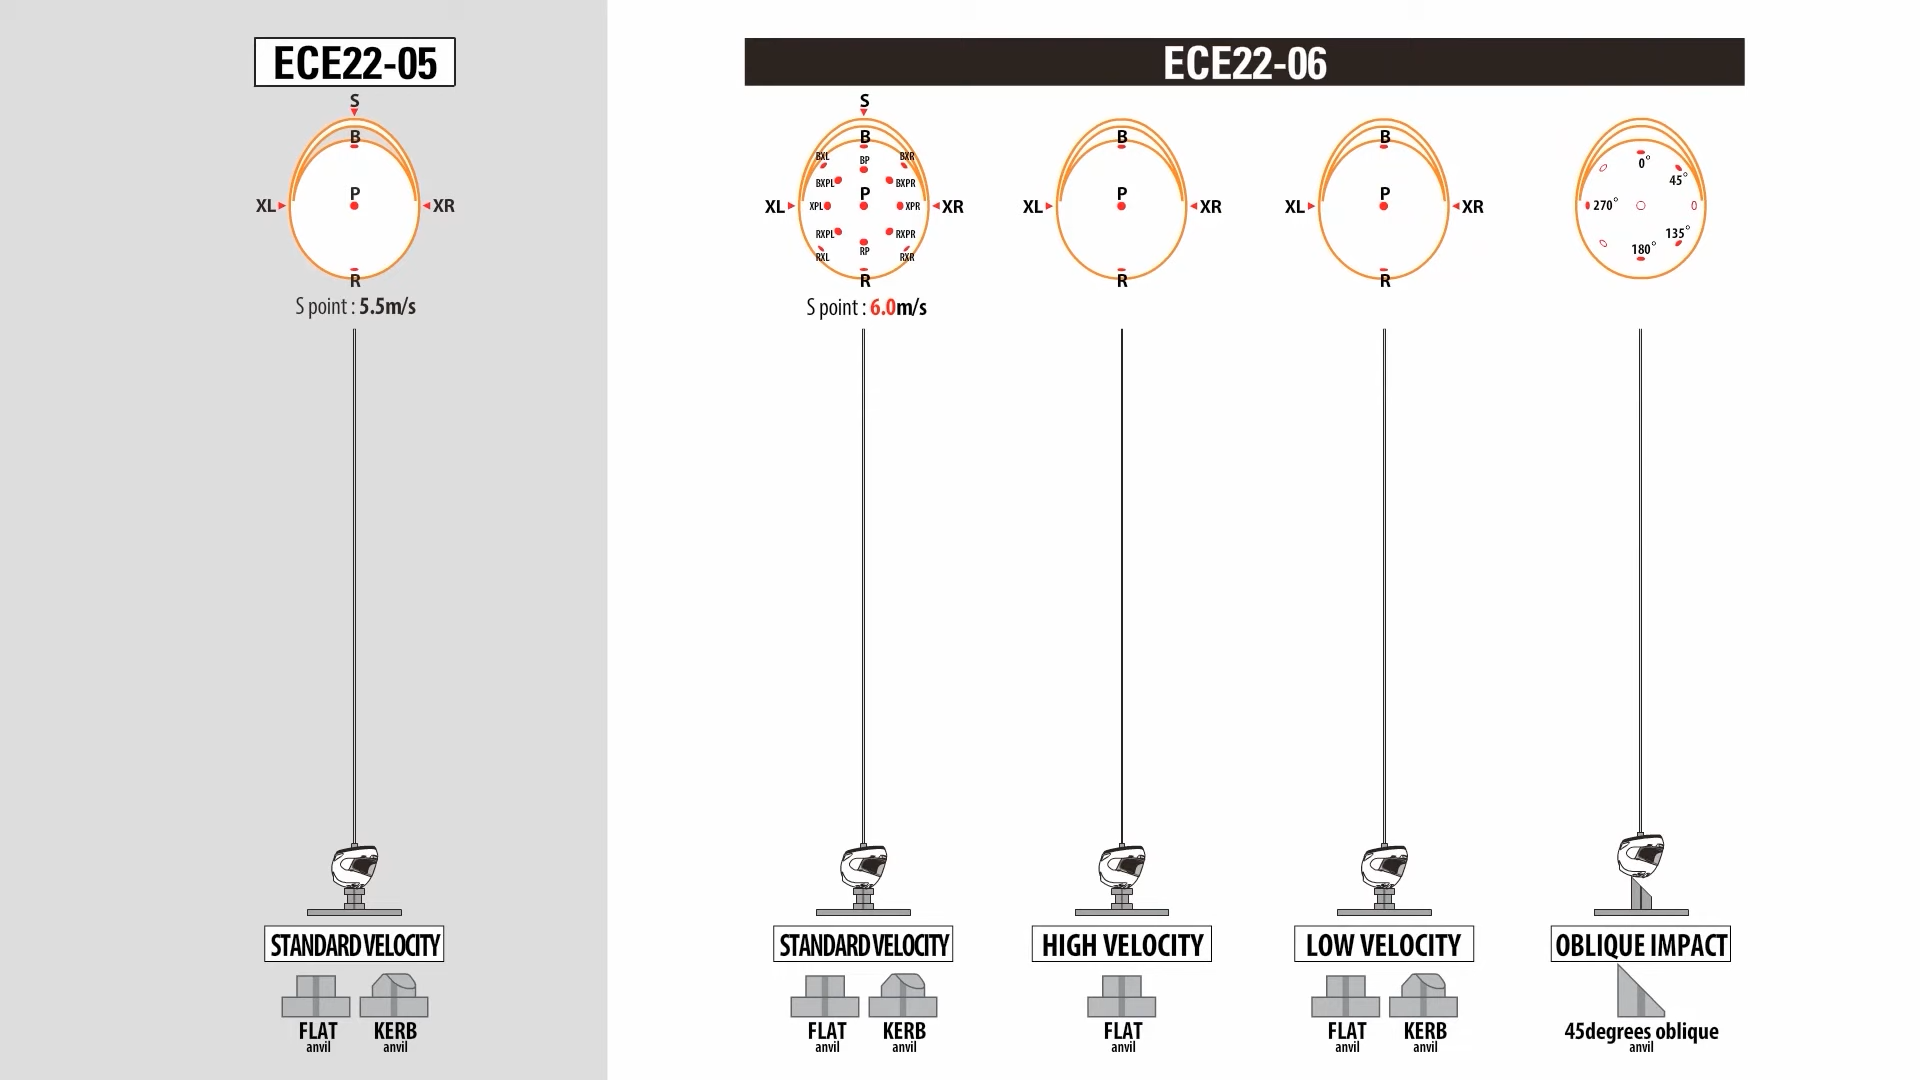 ECE22-05
S
B
P
XL
XR
R
S point : 5.5m/s
STANDARD VELOCITY
FLAT
anvil
KERB
anvil
ECE22-06
S
B
BXL
BP
BXR
BXPL
BXPR
P
XL
XPL
XPR
XR
RXPL
RXPR
RXL
RP
RXR
R
S point : 6.0m/s
STANDARD VELOCITY
FLAT
anvil
KERB
anvil
B
P
XL
XR
R
HIGH VELOCITY
FLAT
anvil
B
P
XL
XR
R
LOW VELOCITY
FLAT
anvil
KERB
anvil
0°
45°
270°
135°
180°
OBLIQUE IMPACT
45degrees oblique
anvil